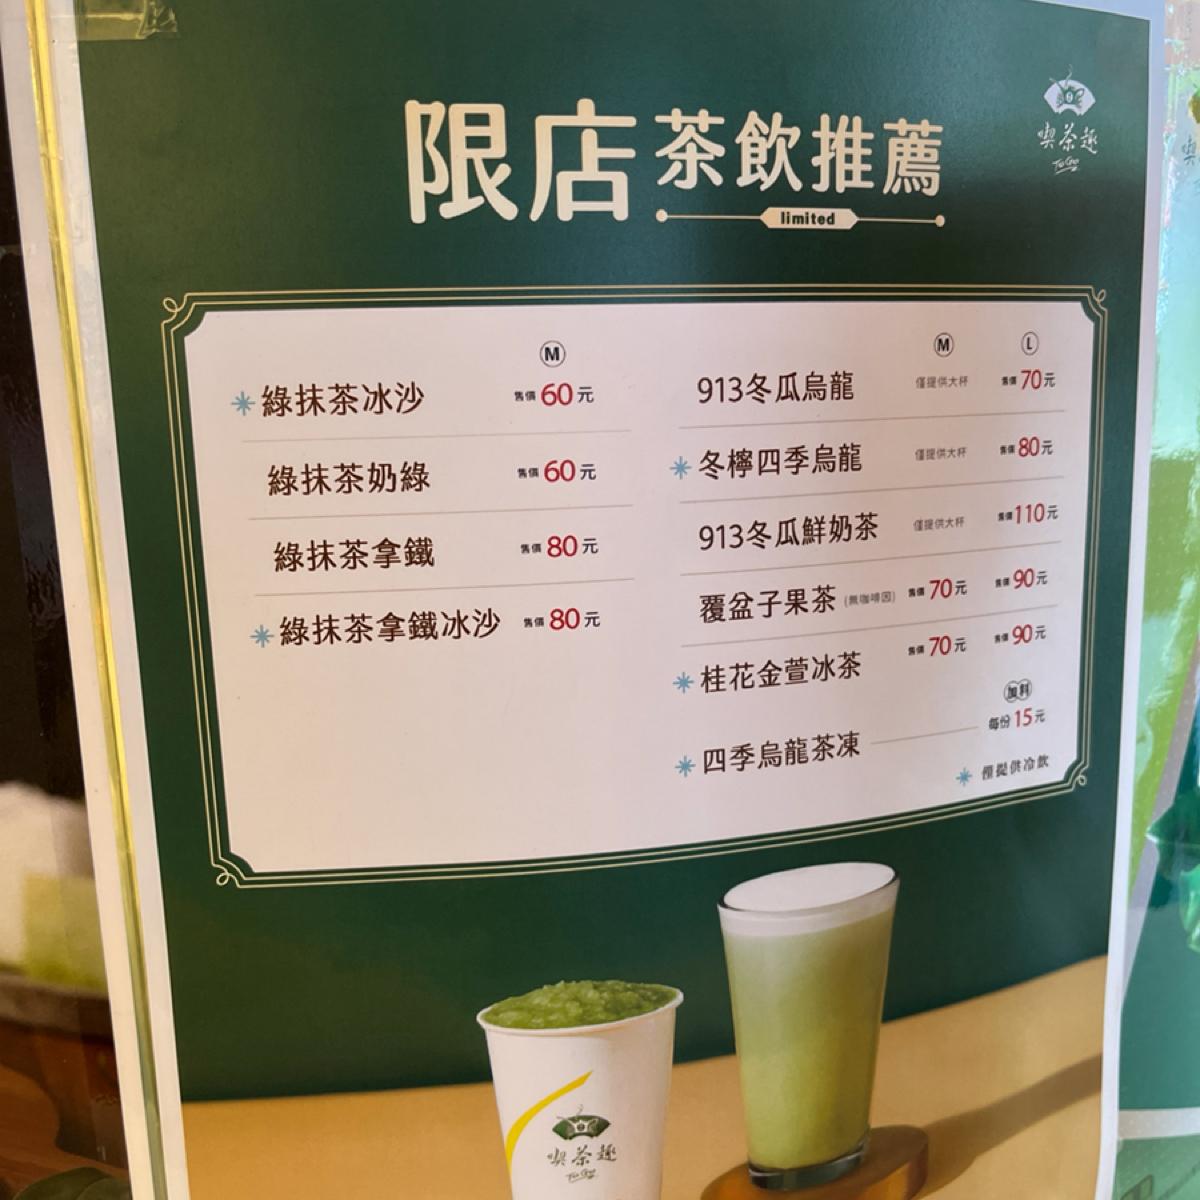 限店茶飲推薦
limited
喫茶趣
ToGo
M
綠抹茶冰沙 售價60元
綠抹茶奶綠 售價60元
綠抹茶拿鐵 售價80元
綠抹茶拿鐵冰沙 售價80元
M L
913冬瓜烏龍 僅提供大杯 售價70元
冬檸四季烏龍 僅提供大杯 售價80元
913冬瓜鮮奶茶 僅提供大杯 售價110元
覆盆子果茶 (無咖啡因) 售價70元 售價90元
桂花金萱冰茶 售價70元 售價90元
加料
四季烏龍茶凍 每份15元
僅提供冷飲
喫茶趣
ToGo